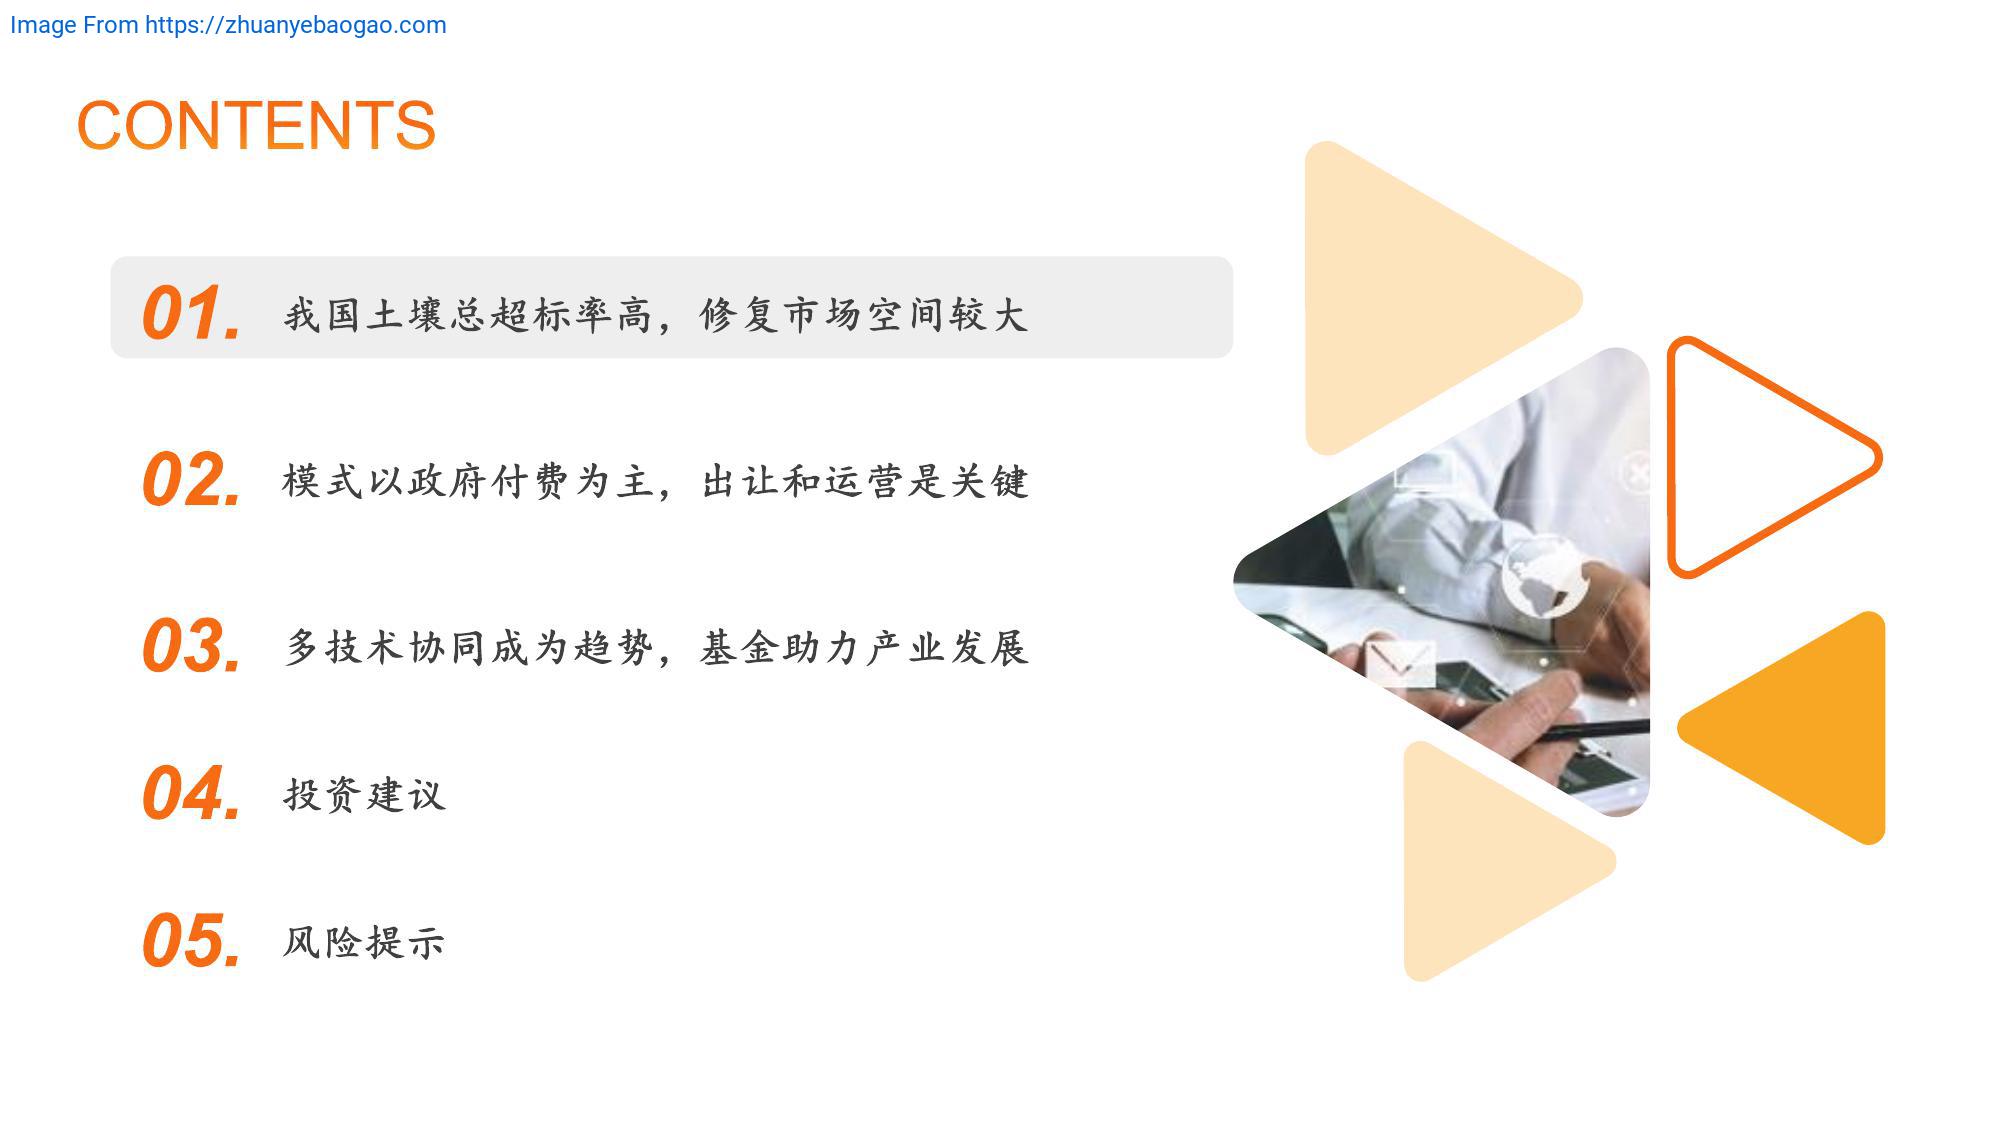 Image From https://zhuanyebaogao.com
CONTENTS
01. 我国土壤总超标率高，修复市场空间较大
02. 模式以政府付费为主，出让和运营是关键
03. 多技术协同成为趋势，基金助力产业发展
04. 投资建议
05. 风险提示